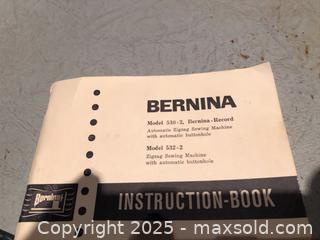 BERNINA
Model 530-2, Bernina-Record
Automatic Zigzag Sewing Machine
with automatic buttonhole
Model 532-2
Zigzag Sewing Machine
with automatic buttonhole
Bernina
INSTRUCTION-BOOK
Copyright © 2025 - maxsold.com